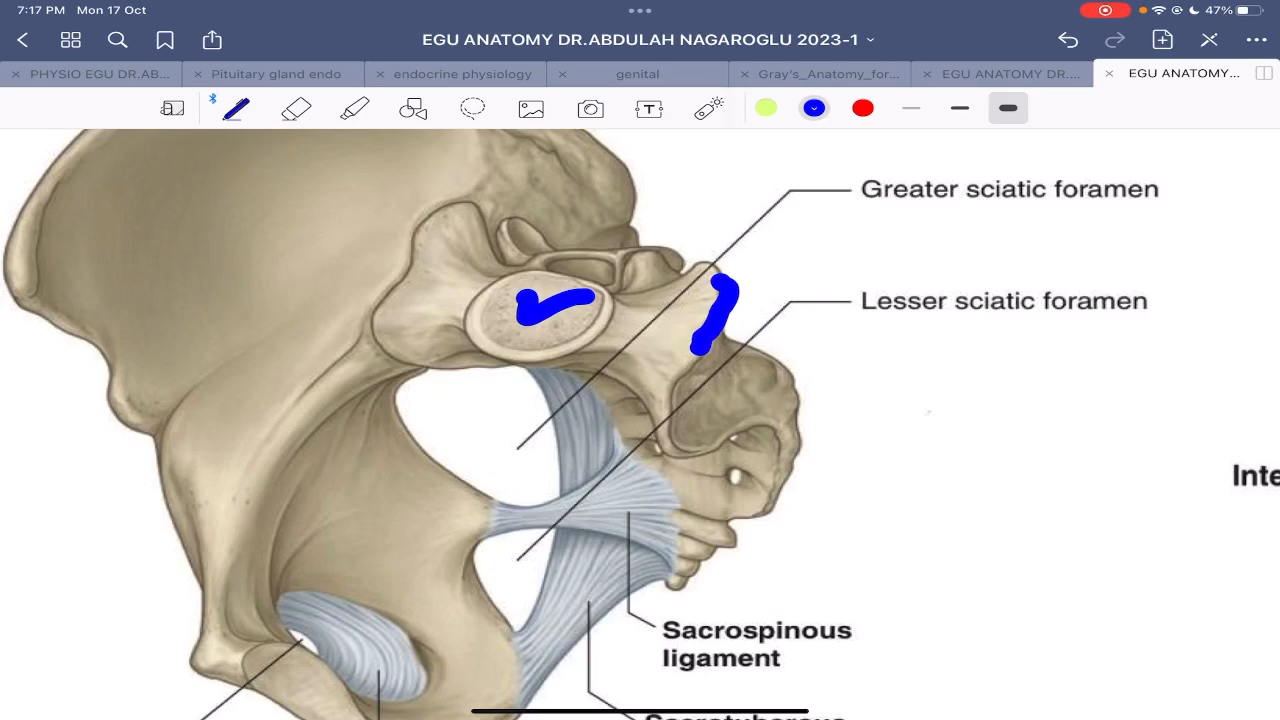 7:17 PM Mon 17 Oct
47%
EGU ANATOMY DR.ABDULAH NAGAROGLU 2023-1
PHYSIO EGU DR.AB...
Pituitary gland endo
endocrine physiology
genital
Gray's_Anatomy_for...
EGU ANATOMY DR....
EGU ANATOMY...
T
Greater sciatic foramen
Lesser sciatic foramen
Inte
Sacrospinous
ligament